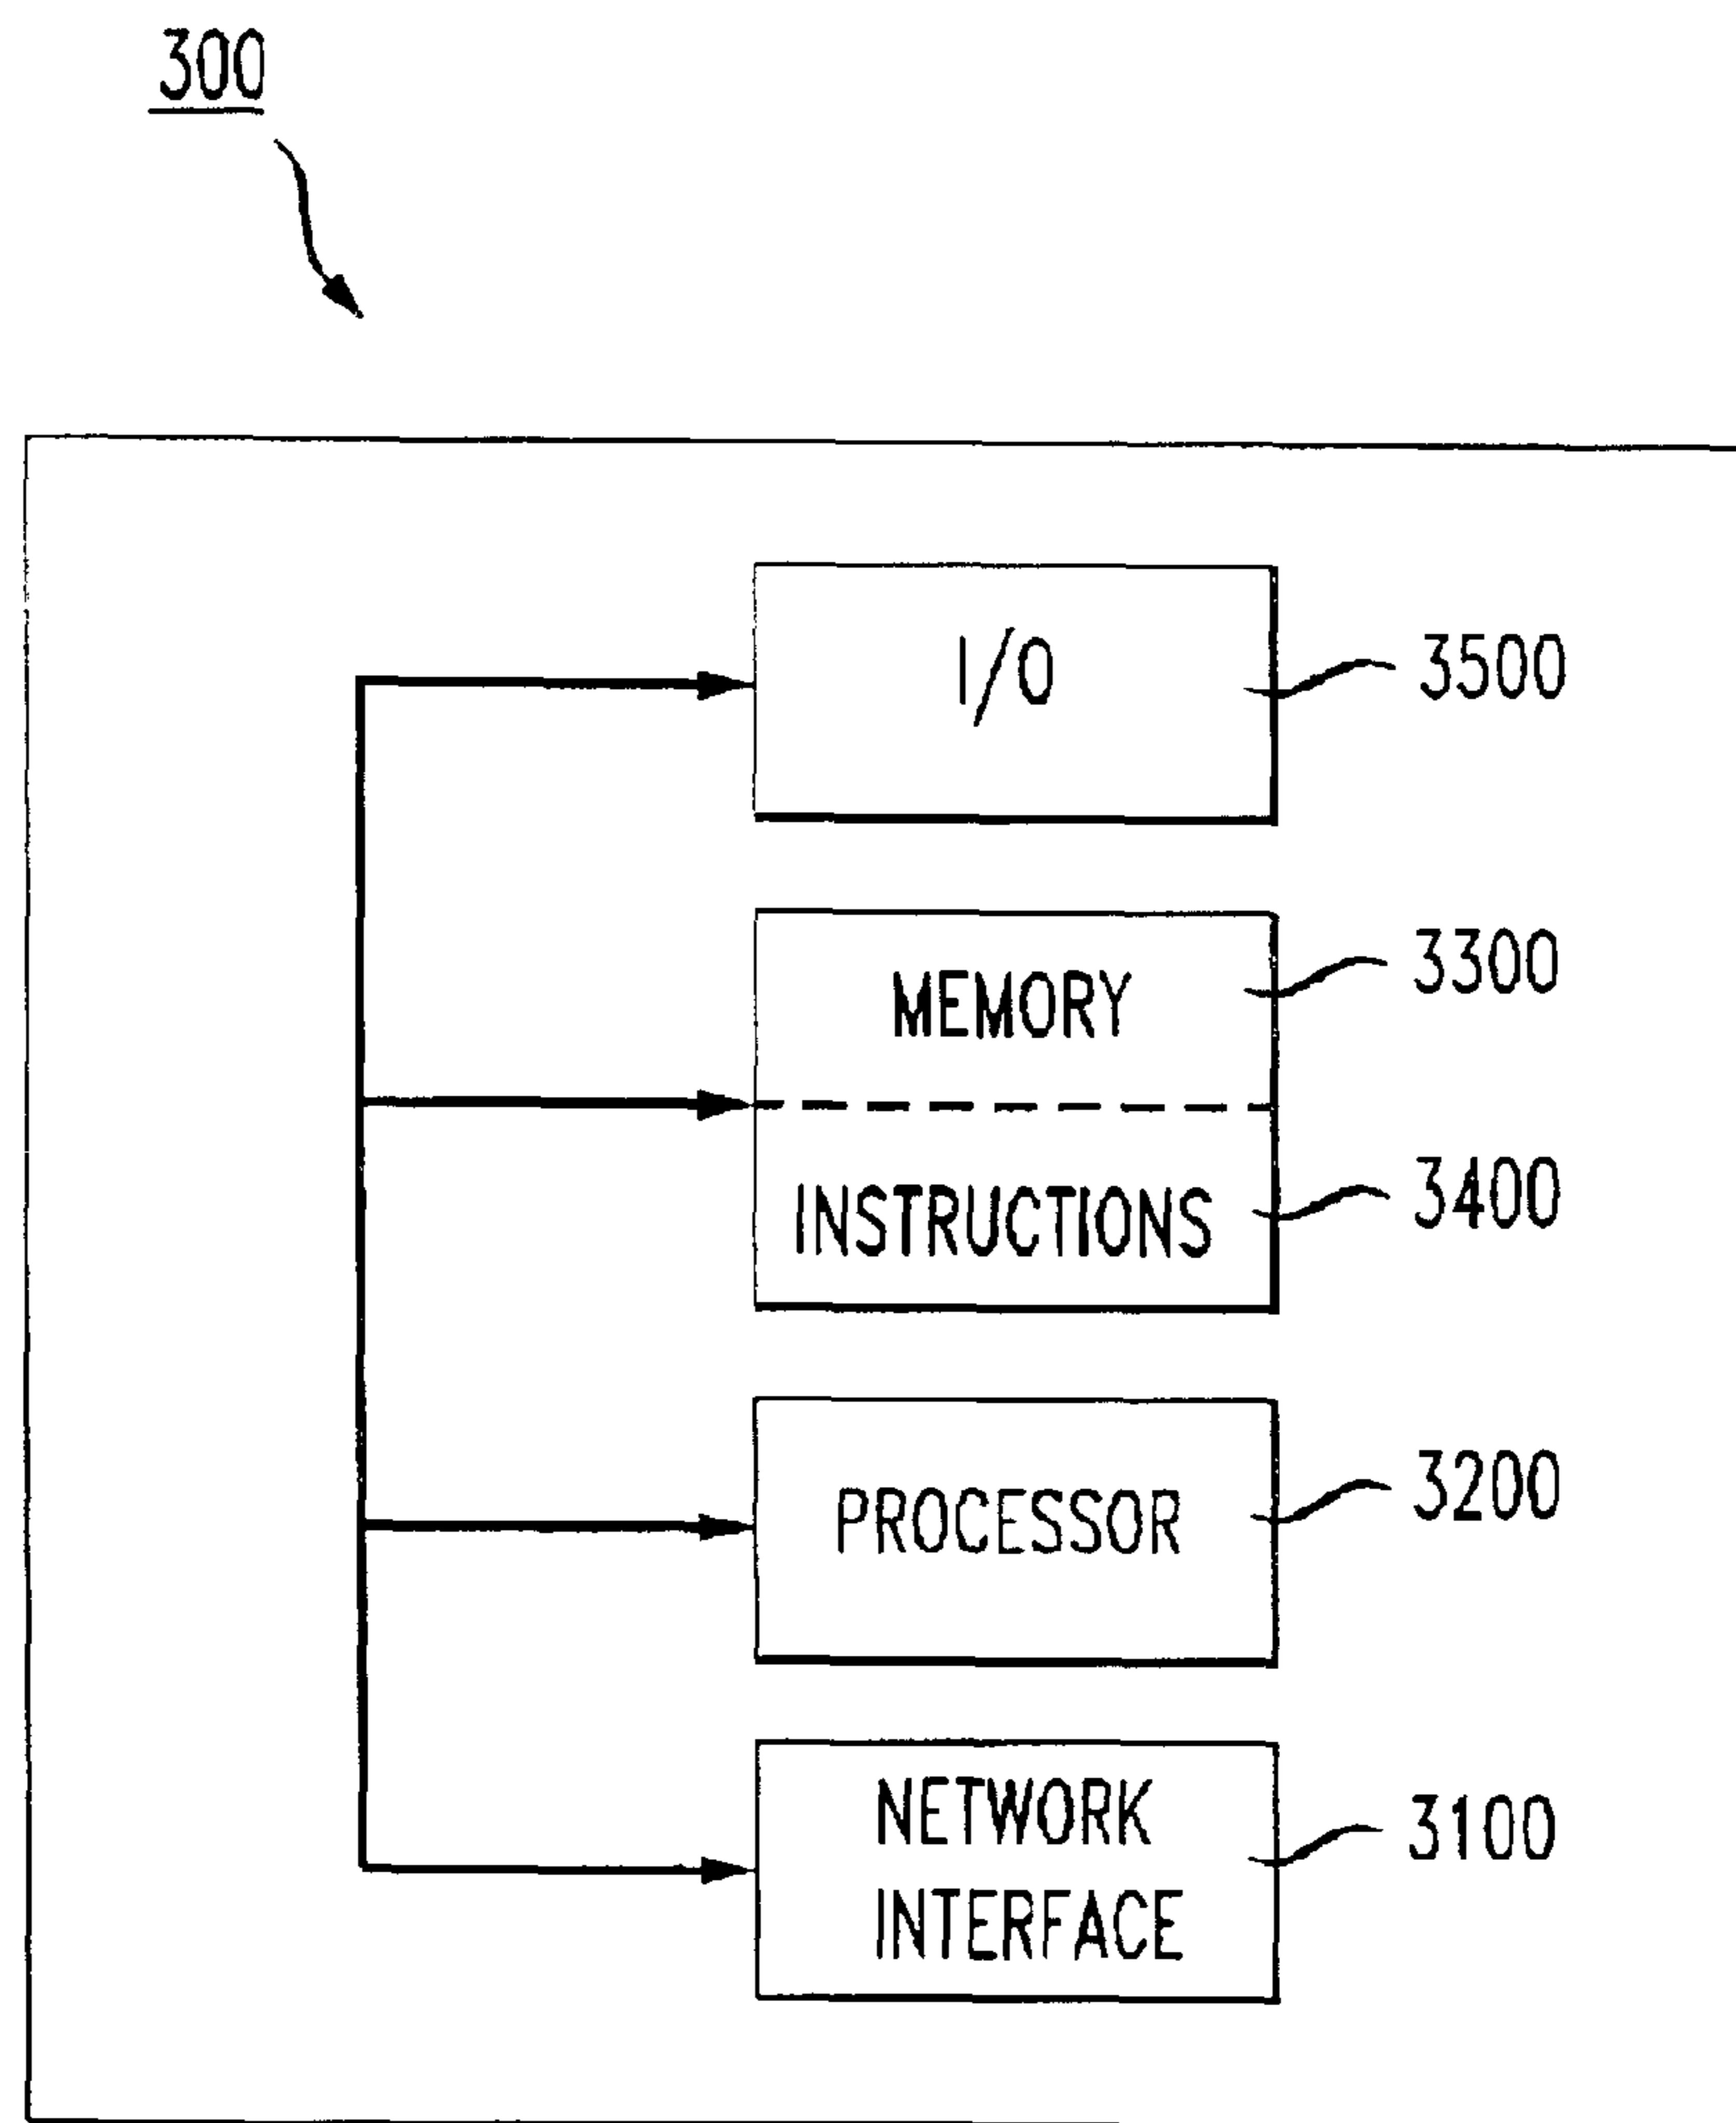 300
I/O
3500
MEMORY
3300
INSTRUCTIONS
3400
PROCESSOR
3200
NETWORK
INTERFACE
3100